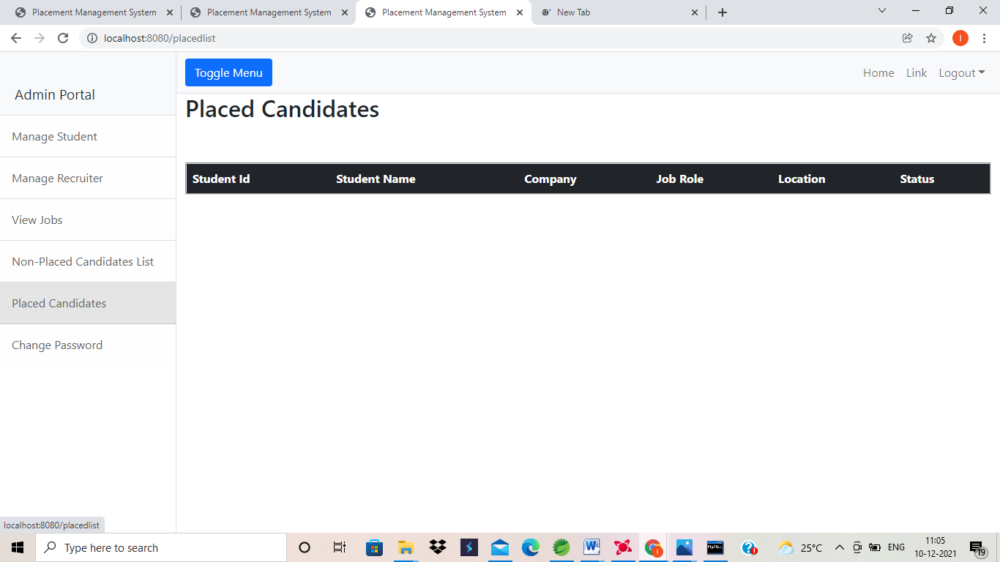 Placement Management System
Placement Management System
Placement Management System
New Tab
localhost:8080/placedlist
I
Toggle Menu
Home
Link
Logout
Admin Portal
Manage Student
Manage Recruiter
View Jobs
Non-Placed Candidates List
Placed Candidates
Change Password
Placed Candidates
Student Id Student Name Company Job Role Location Status
localhost:8080/placedlist
Type here to search
W
I
MySQL
25°C
ENG
11:05
10-12-2021
19